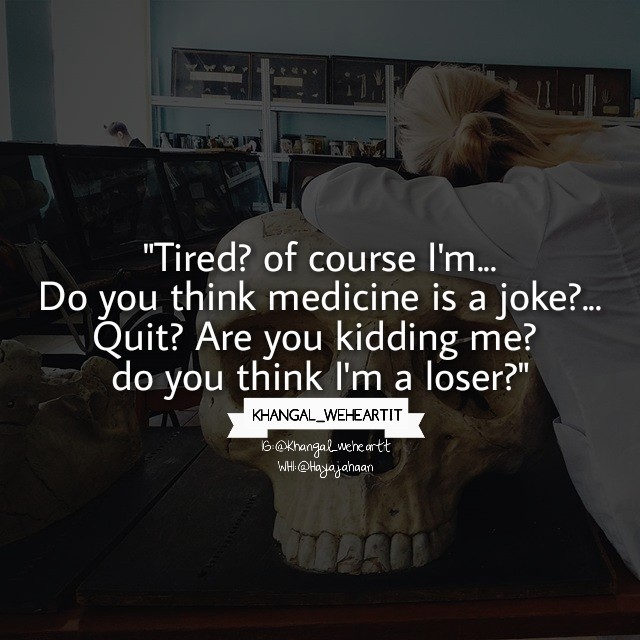 "Tired? of course I'm...
Do you think medicine is a joke?...
Quit? Are you kidding me?
do you think I'm a loser?"
KHANGAL_WEHEARTIT
IG:@Khangal_weheartt
WHI:@Hayajahaan